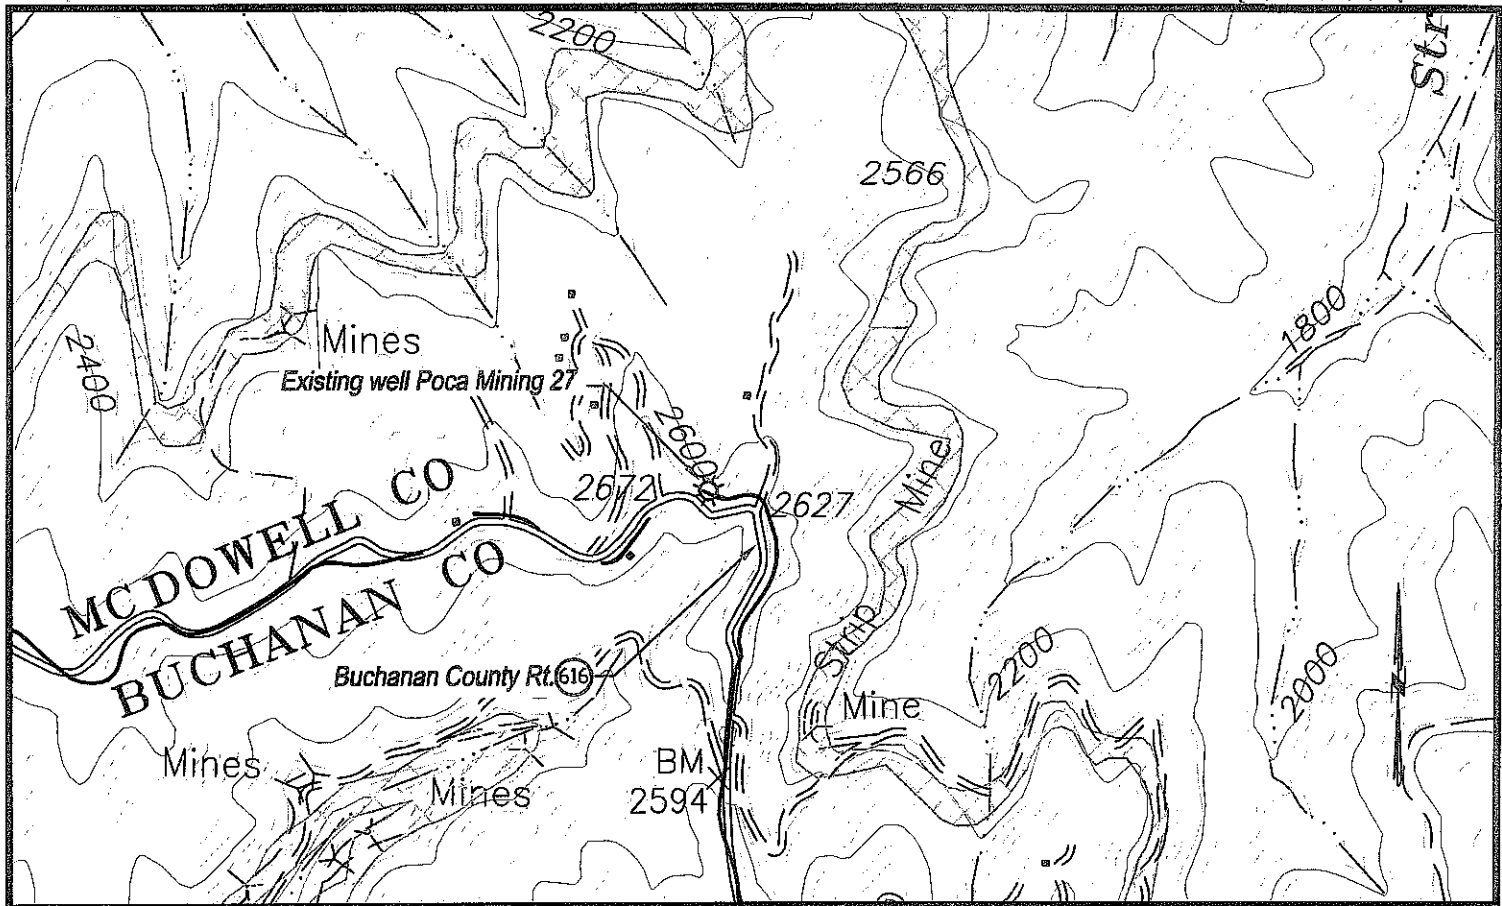 2200
Str
2566
1800
Mines
2400
Existing well Poca Mining 27
2600
MCDOWELL CO
2672
2627
Mine
BUCHANAN CO
Strip
Buchanan County Rt. 616
2200
2000
Mine
Mines
BM
2594
Mines